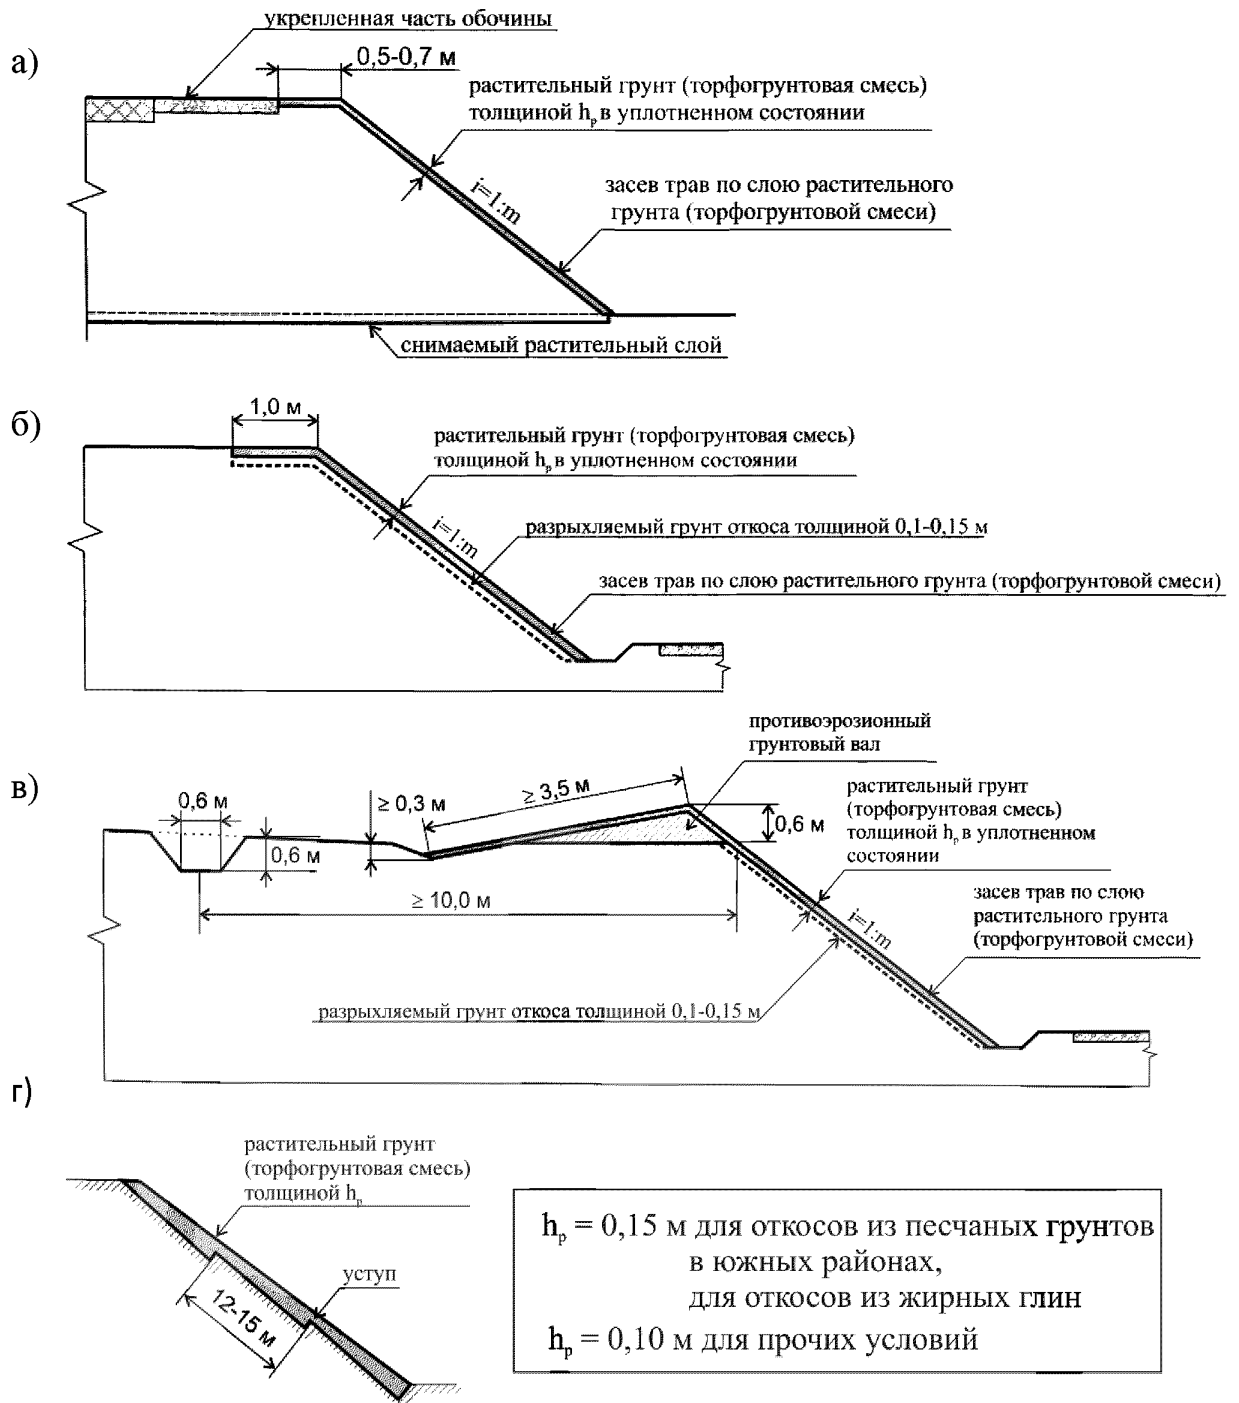 а)
укрепленная часть обочины
0,5-0,7 м
растительный грунт (торфогрунтовая смесь)
толщиной hр в уплотненном состоянии
i=1:m
засев трав по слою растительного
грунта (торфогрунтовой смеси)
снимаемый растительный слой
б)
1,0 м
растительный грунт (торфогрунтовая смесь)
толщиной hр в уплотненном состоянии
i=1:m
разрыхляемый грунт откоса толщиной 0,1-0,15 м
засев трав по слою растительного грунта (торфогрунтовой смеси)
в)
противоэрозионный
грунтовый вал
0,6 м
0,6 м
≥ 0,3 м
≥ 3,5 м
0,6 м
≥ 10,0 м
растительный грунт
(торфогрунтовая смесь)
толщиной hр в уплотненном
состоянии
i=1:m
засев трав по слою
растительного грунта
(торфогрунтовой смеси)
разрыхляемый грунт откоса толщиной 0,1-0,15 м
г)
растительный грунт
(торфогрунтовая смесь)
толщиной hр
уступ
12-15 м
hр = 0,15 м для откосов из песчаных грунтов
в южных районах,
для откосов из жирных глин
hр = 0,10 м для прочих условий